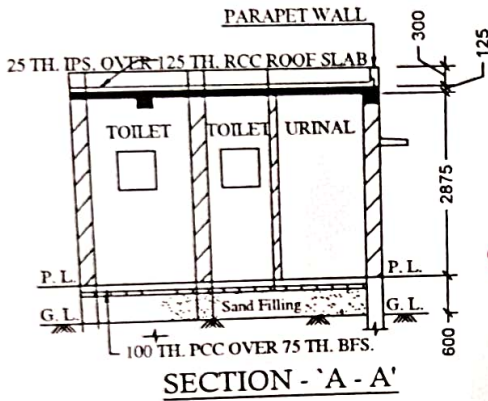 PARAPET WALL
25 TH. IPS. OVER 125 TH. RCC ROOF SLAB
300
125
TOILET
TOILET
URINAL
2875
P. L.
P. L.
G. L.
Sand Filling
G. L.
600
100 TH. PCC OVER 75 TH. BFS.
SECTION - `A - A'